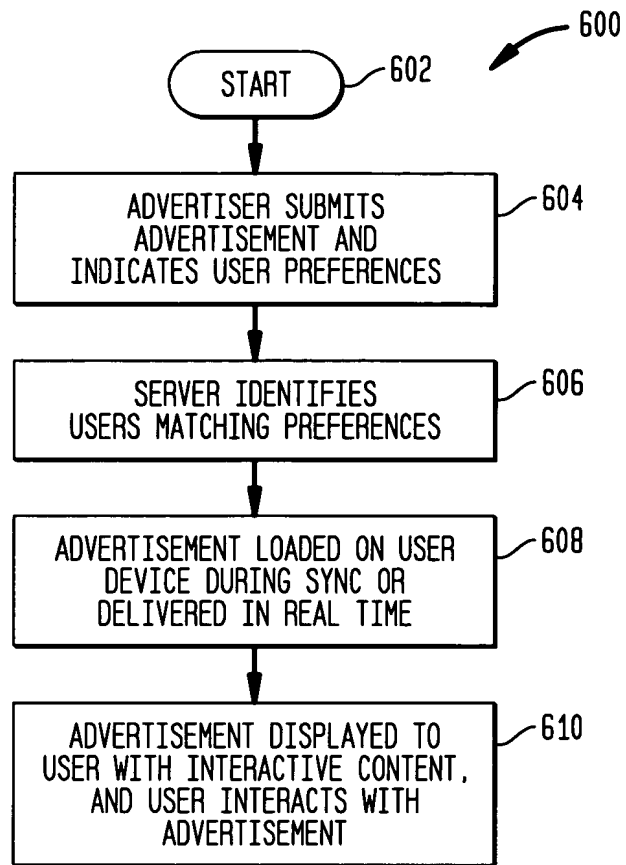 600
START
602
ADVERTISER SUBMITS
ADVERTISEMENT AND
INDICATES USER PREFERENCES
604
SERVER IDENTIFIES
USERS MATCHING PREFERENCES
606
ADVERTISEMENT LOADED ON USER
DEVICE DURING SYNC OR
DELIVERED IN REAL TIME
608
ADVERTISEMENT DISPLAYED TO
USER WITH INTERACTIVE CONTENT,
AND USER INTERACTS WITH
ADVERTISEMENT
610